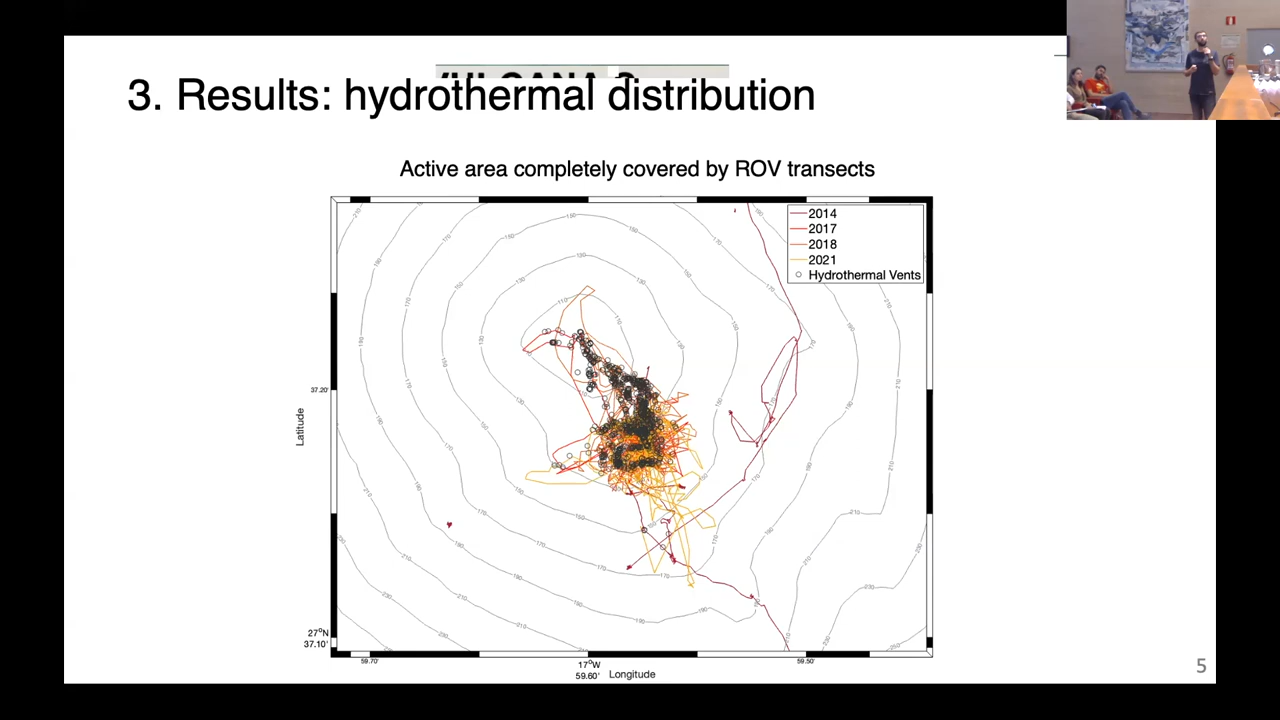 3. Results: hydrothermal distribution
Active area completely covered by ROV transects
2014
2017
2018
2021
Hydrothermal Vents
37.20'
Latitude
27°N
37.10'
59.70'
17°W
59.60'
59.50'
Longitude
5